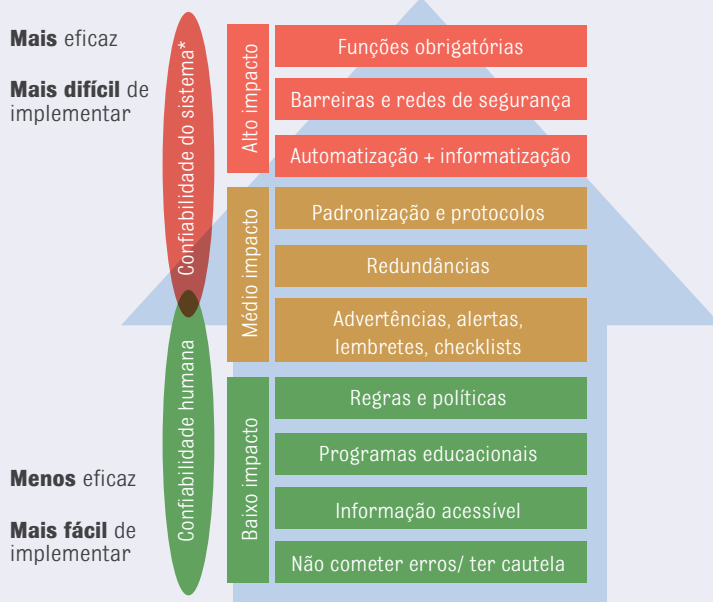 Mais eficaz
Mais difícil de
implementar
Confiabilidade do sistema*
Alto impacto
Funções obrigatórias
Barreiras e redes de segurança
Automatização + informatização
Médio impacto
Padronização e protocolos
Redundâncias
Advertências, alertas,
lembretes, checklists
Confiabilidade humana
Baixo impacto
Regras e políticas
Programas educacionais
Informação acessível
Não cometer erros/ ter cautela
Menos eficaz
Mais fácil de
implementar